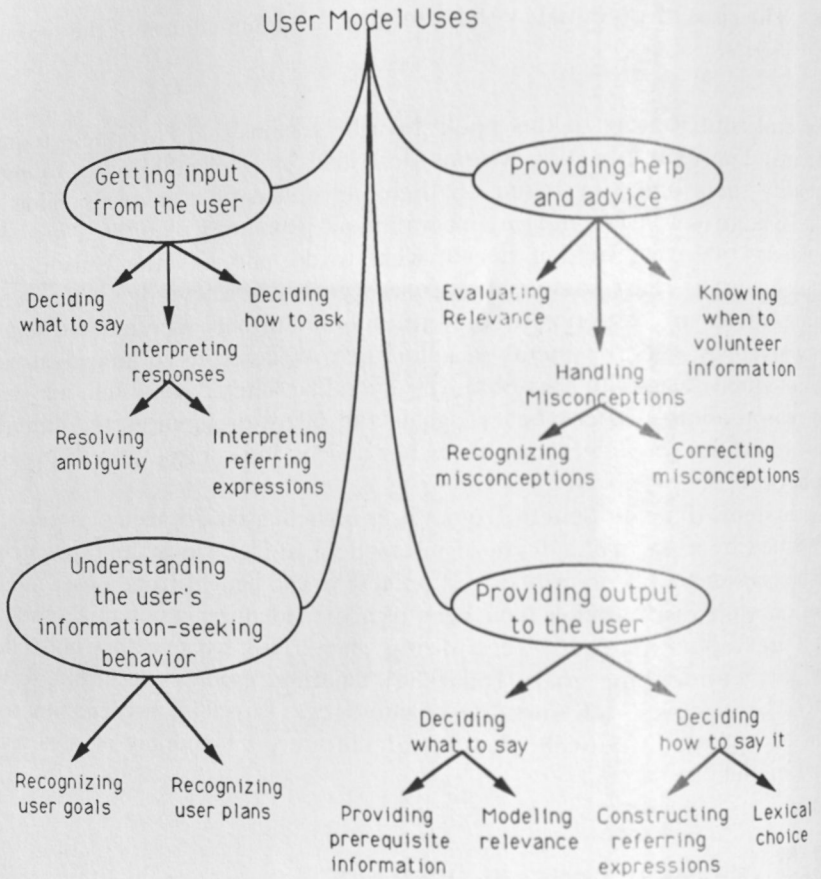 User Model Uses
Getting input
from the user
Providing help
and advice
Deciding
what to say
Deciding
how to ask
Interpreting
responses
Resolving
ambiguity
Interpreting
referring
expressions
Evaluating
Relevance
Knowing
when to
volunteer
information
Handling
Misconceptions
Recognizing
misconceptions
Correcting
misconceptions
Understanding
the user's
information-seeking
behavior
Providing output
to the user
Recognizing
user goals
Recognizing
user plans
Deciding
what to say
Deciding
how to say it
Providing
prerequisite
information
Modeling
relevance
Constructing
referring
expressions
Lexical
choice